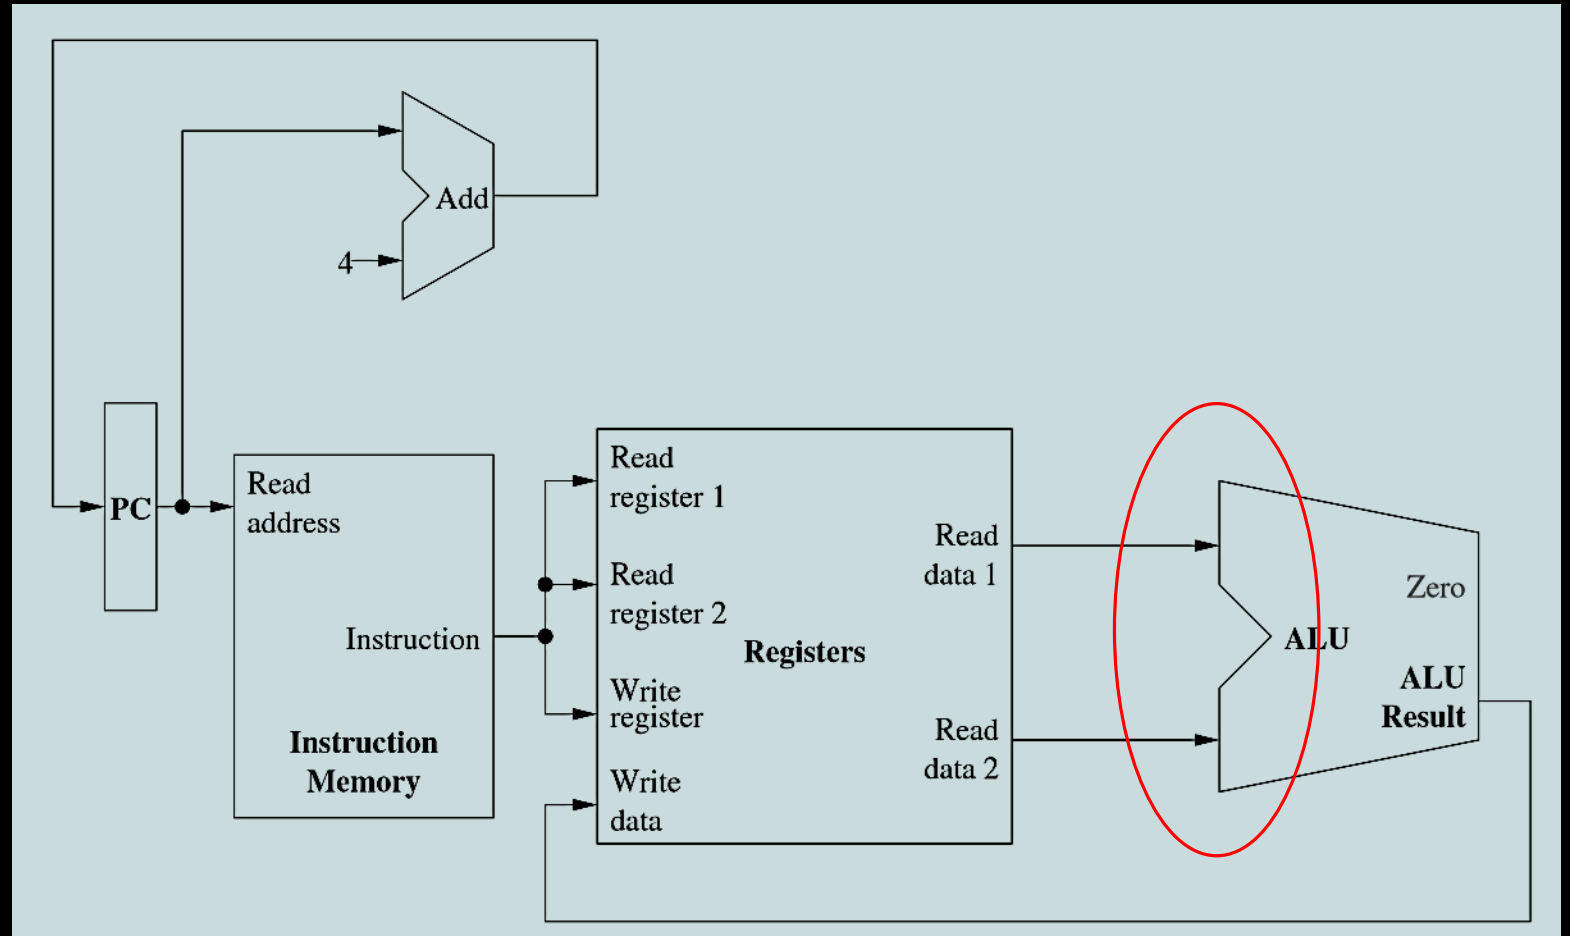 Add
4
PC
Read
address
Instruction
Instruction
Memory
Read
register 1
Read
register 2
Write
register
Write
data
Registers
Read
data 1
Read
data 2
ALU
Zero
ALU
Result